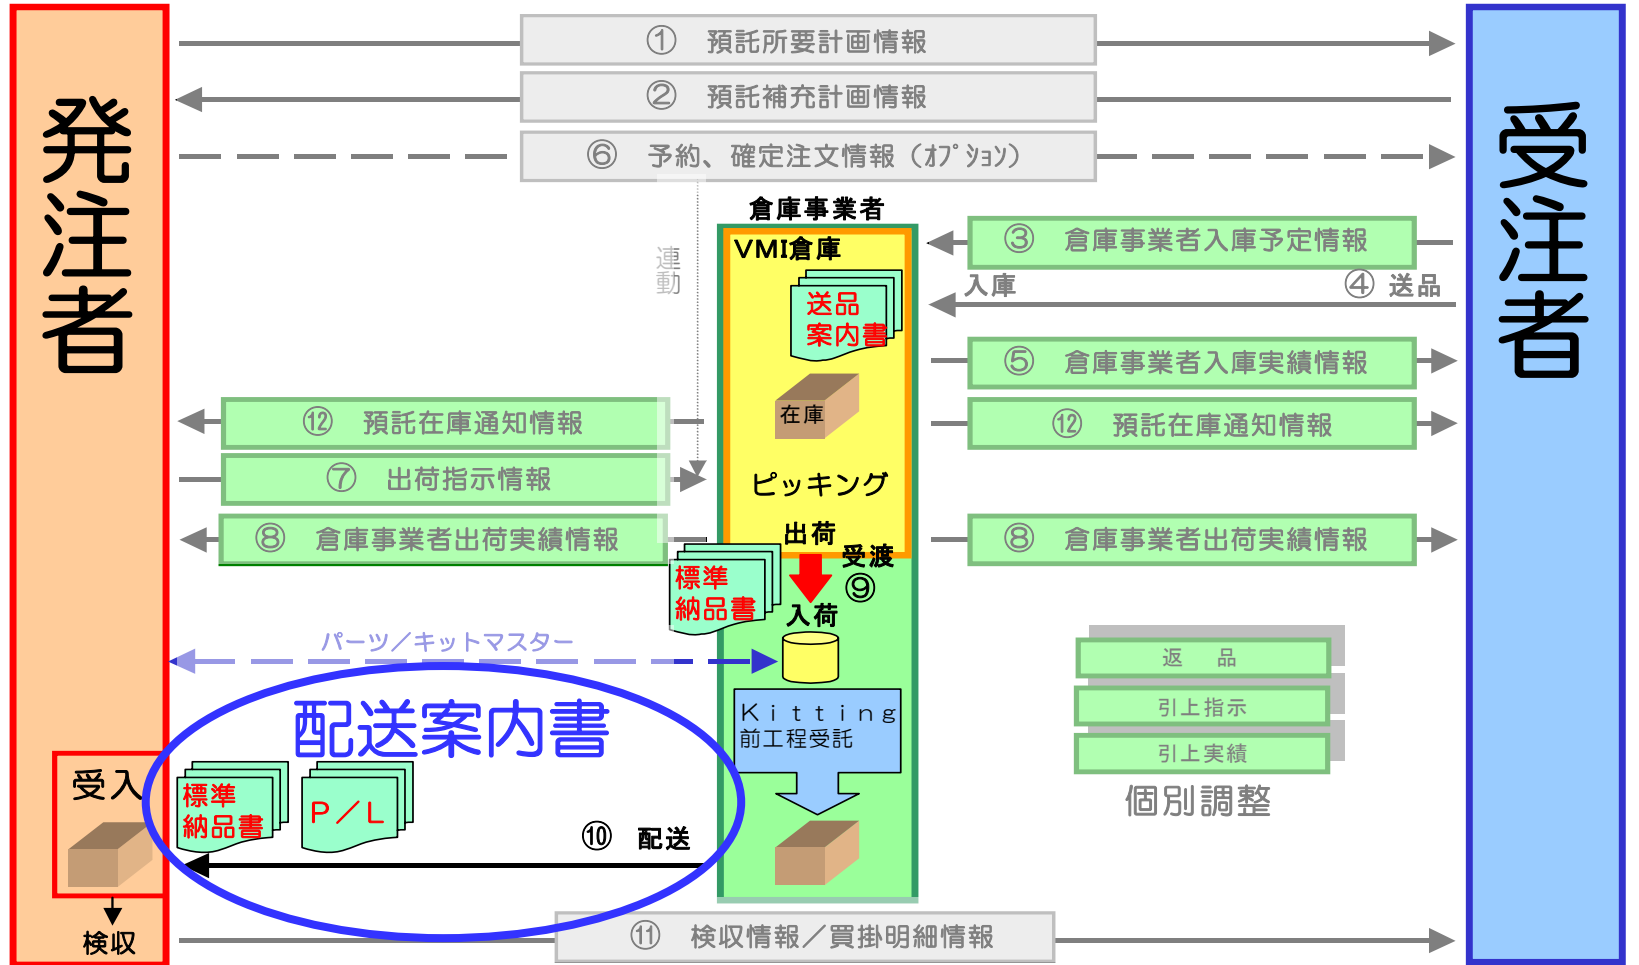 発注者
受注者
① 預託所要計画情報
② 預託補充計画情報
⑥ 予約、確定注文情報（ｵﾌﾟｼｮﾝ）
連動
倉庫事業者
VMI倉庫
③ 倉庫事業者入庫予定情報
入庫
④ 送品
送品
案内書
⑤ 倉庫事業者入庫実績情報
在庫
⑫ 預託在庫通知情報
⑫ 預託在庫通知情報
⑦ 出荷指示情報
ピッキング
⑧ 倉庫事業者出荷実績情報
出荷
⑧ 倉庫事業者出荷実績情報
受渡
⑨
標準
納品書
入荷
パーツ／キットマスター
返 品
引上指示
引上実績
個別調整
配送案内書
Ｋｉｔｔｉｎｇ
前工程受託
受入
標準
納品書
Ｐ／Ｌ
⑩ 配送
検収
⑪ 検収情報／買掛明細情報